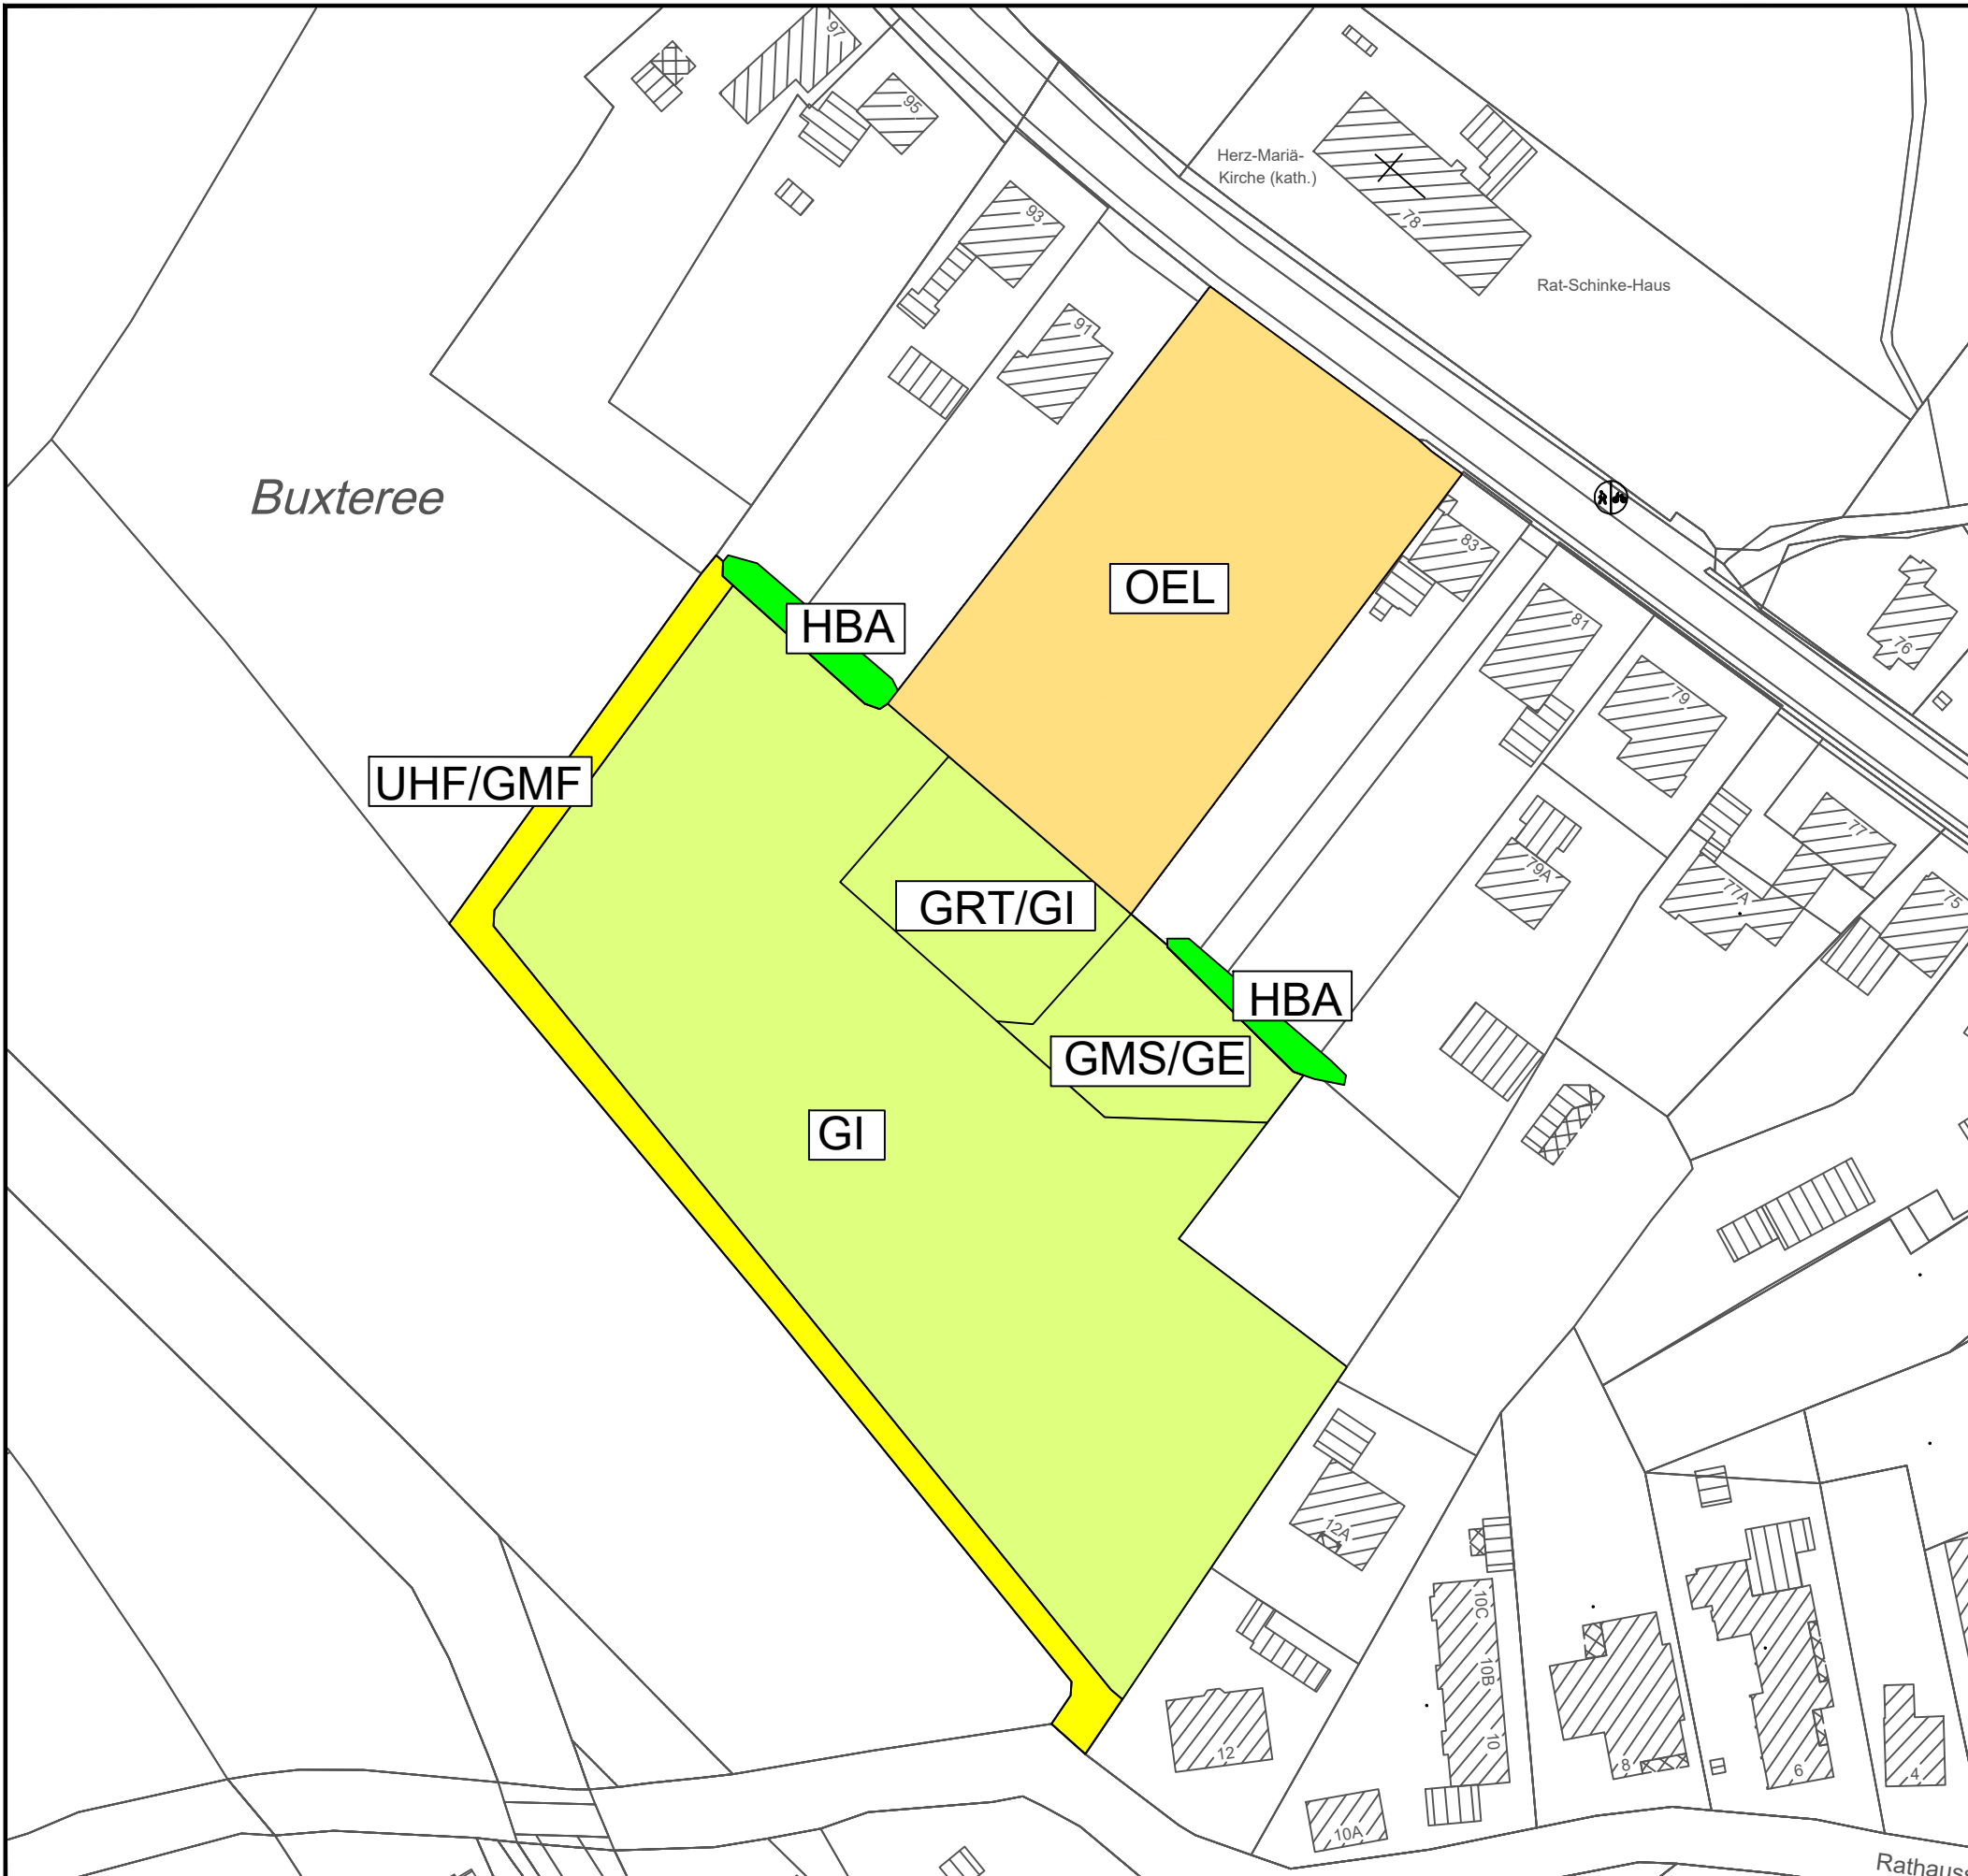 97
95
Herz-Mariä-
Kirche (kath.)
93
78
Rat-Schinke-Haus
91
Buxteree
83
OEL
HBA
81
76
79
UHF/GMF
77
79A
77A
75
GRT/GI
HBA
GMS/GE
GI
12A
10C
10B
10
12
8
6
4
10A